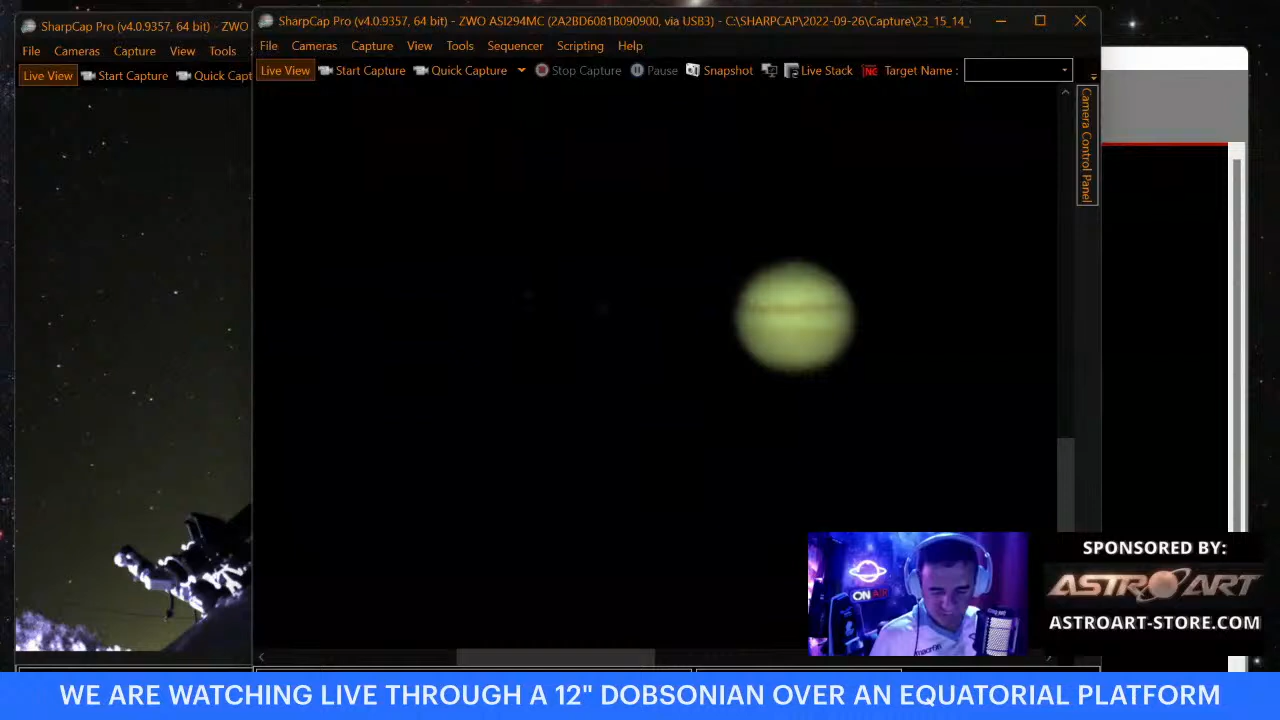 SharpCap Pro (v4.0.9357, 64 bit) - ZWO
File Cameras Capture View Tools
Live View Start Capture Quick Capt
SharpCap Pro (v4.0.9357, 64 bit) - ZWO ASI294MC (2A2BD6081B090900, via USB3) - C:\SHARPCAP\2022-09-26\Capture\23_15_14_
File Cameras Capture View Tools Sequencer Scripting Help
Live View Start Capture Quick Capture Stop Capture Pause Snapshot Live Stack Target Name :
Camera Control Panel
ON AIR
macron
SPONSORED BY:
ASTROART
ASTROART-STORE.COM
WE ARE WATCHING LIVE THROUGH A 12" DOBSONIAN OVER AN EQUATORIAL PLATFORM